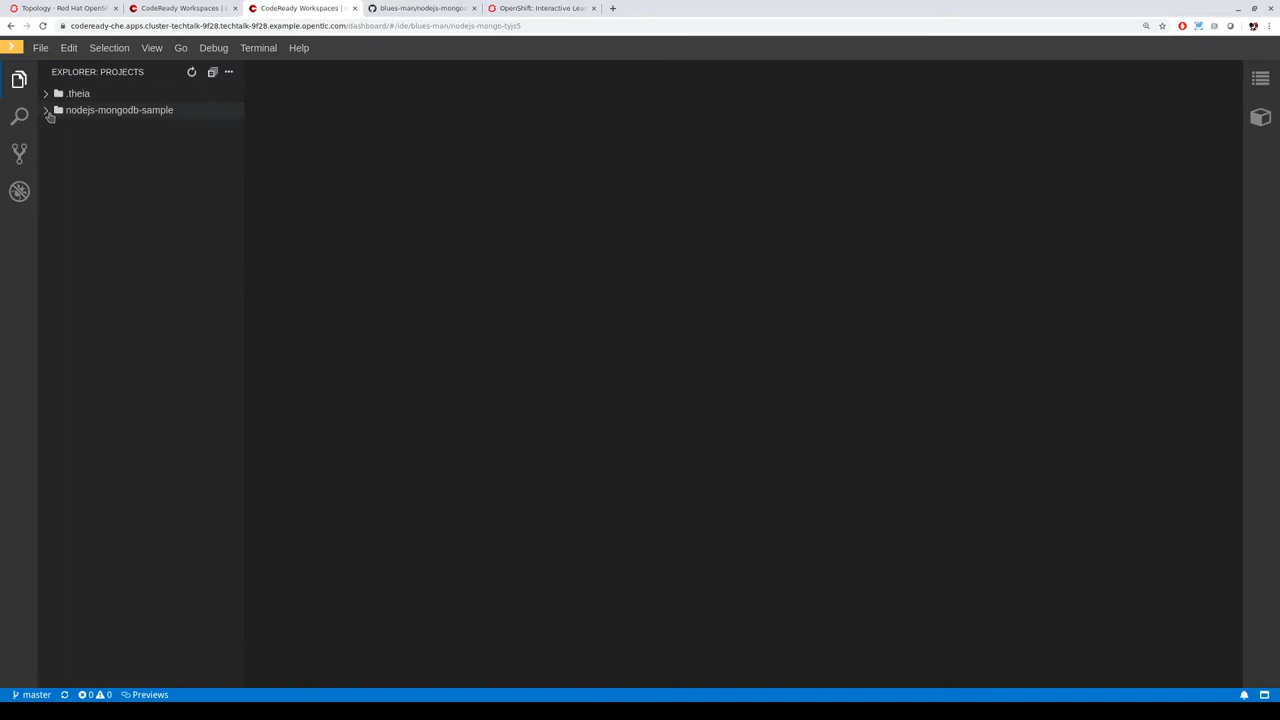 Topology - Red Hat OpenSh
CodeReady Workspaces |
CodeReady Workspaces |
blues-man/nodejs-mongo
OpenShift: Interactive Lea
codeready-che.apps.cluster-techtalk-9f28.techtalk-9f28.example.opentlc.com/dashboard/#/ide/blues-man/nodejs-mongo-tyjs5
File Edit Selection View Go Debug Terminal Help
EXPLORER: PROJECTS
.theia
nodejs-mongodb-sample
master 0 0 Previews